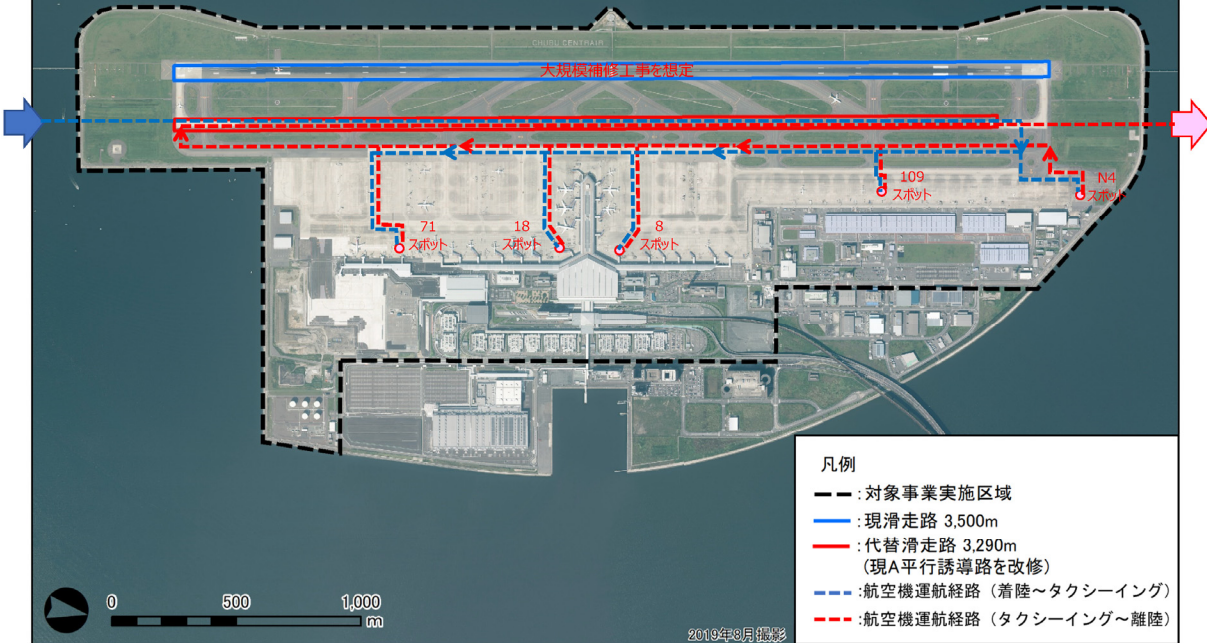 CHUBU CENTRAIR
大規模補修工事を想定
109
スポット
N4
スポット
71
スポット
18
スポット
8
スポット
凡例
:対象事業実施区域
:現滑走路 3,500m
:代替滑走路 3,290m
(現A平行誘導路を改修)
:航空機運航経路（着陸～タクシーイング）
:航空機運航経路（タクシーイング～離陸）
0 500 1,000
m
2019年8月撮影